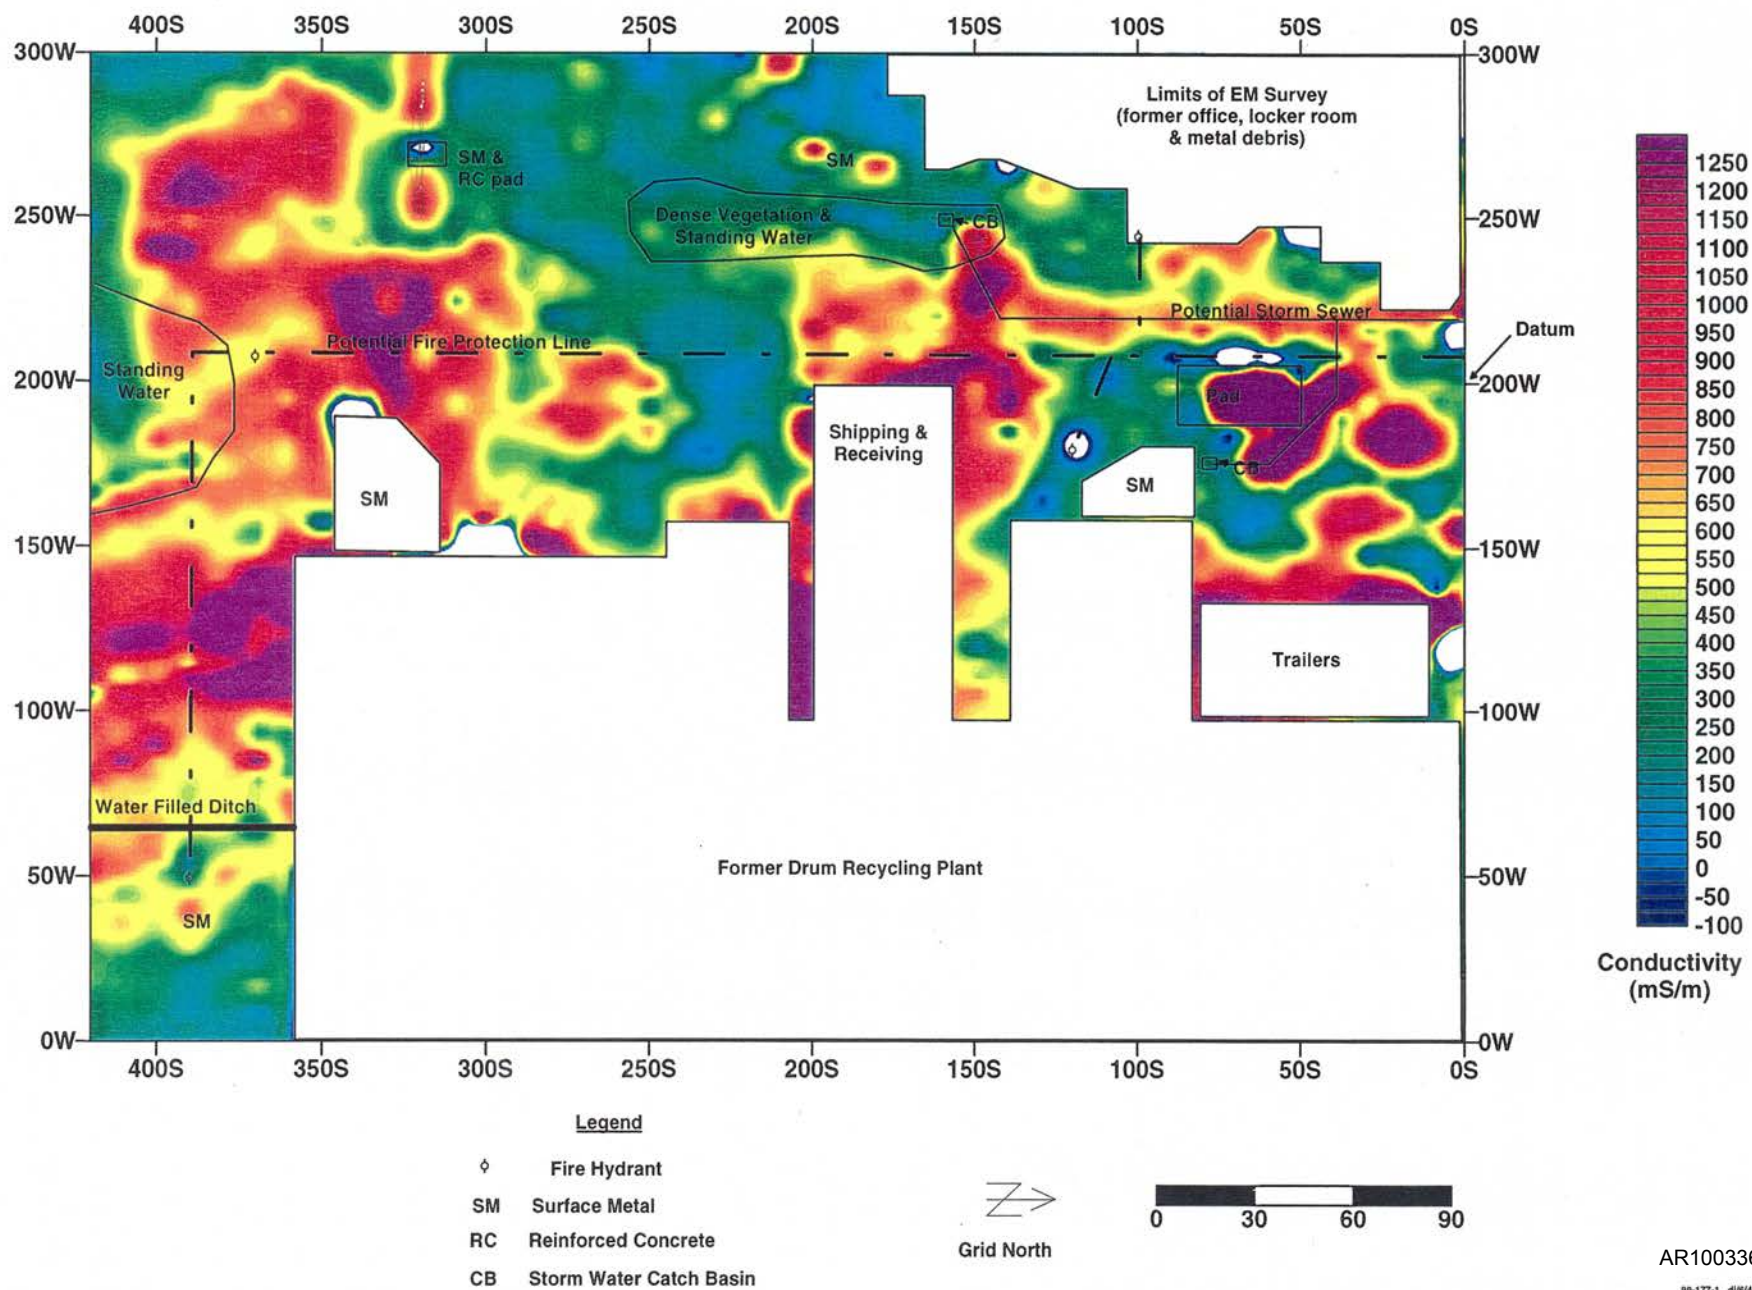 400S 350S 300S 250S 200S 150S 100S 50S 0S
300W
300W
Limits of EM Survey
(former office, locker room
& metal debris)
SM &
RC pad
SM
250W
250W
Dense Vegetation &
Standing Water
CB
Potential Storm Sewer
Datum
Potential Fire Protection Line
Standing
Water
200W
200W
Pad
Shipping &
Receiving
CB
SM
SM
150W
150W
Trailers
100W
100W
Water Filled Ditch
50W
50W
Former Drum Recycling Plant
SM
0W
0W
400S 350S 300S 250S 200S 150S 100S 50S 0S
1250
1200
1150
1100
1050
1000
950
900
850
800
750
700
650
600
550
500
450
400
350
300
250
200
150
100
50
0
-50
-100
Conductivity
(mS/m)
Legend
Fire Hydrant
SM Surface Metal
RC Reinforced Concrete
CB Storm Water Catch Basin
Grid North
0 30 60 90
AR100336